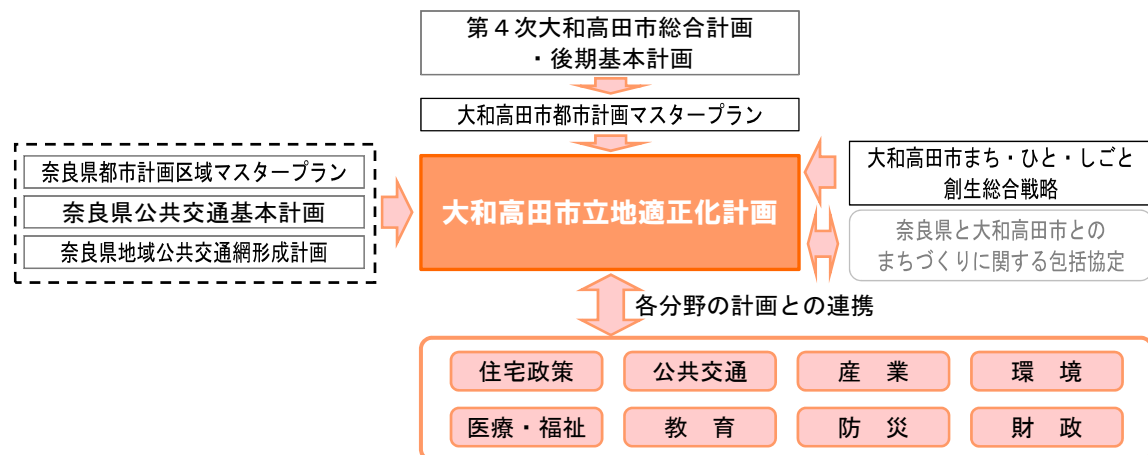 第４次大和高田市総合計画
・後期基本計画
大和高田市都市計画マスタープラン
奈良県都市計画区域マスタープラン
奈良県公共交通基本計画
奈良県地域公共交通網形成計画
大和高田市立地適正化計画
大和高田市まち・ひと・しごと
創生総合戦略
奈良県と大和高田市との
まちづくりに関する包括協定
各分野の計画との連携
住宅政策
公共交通
産　業
環　境
医療・福祉
教　育
防　災
財　政